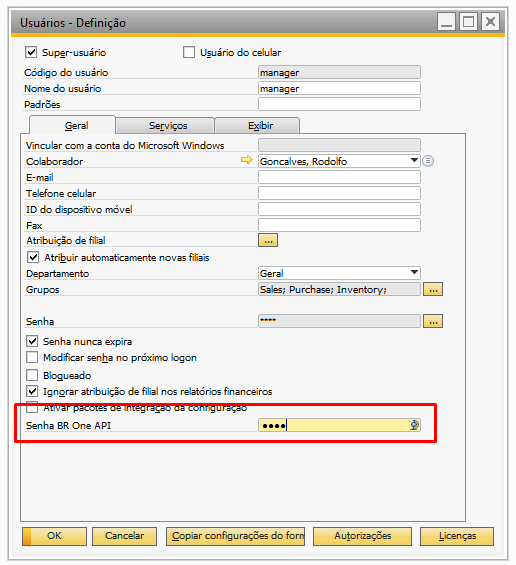 Usuários - Definição
Super-usuário Usuário do celular
Código do usuário manager
Nome do usuário manager
Padrões
Geral Serviços Exibir
Vincular com a conta do Microsoft Windows
Colaborador Goncalves, Rodolfo
E-mail
Telefone celular
ID do dispositivo móvel
Fax
Atribuição de filial ...
Atribuir automaticamente novas filiais
Departamento Geral
Grupos Sales; Purchase; Inventory; ...
Senha **** ...
Senha nunca expira
Modificar senha no próximo logon
Bloqueado
Ignorar atribuição de filial nos relatórios financeiros
Ativar pacotes de integração da configuração
Senha BR One API ••••
OK Cancelar Copiar configurações do form Autorizações Licenças